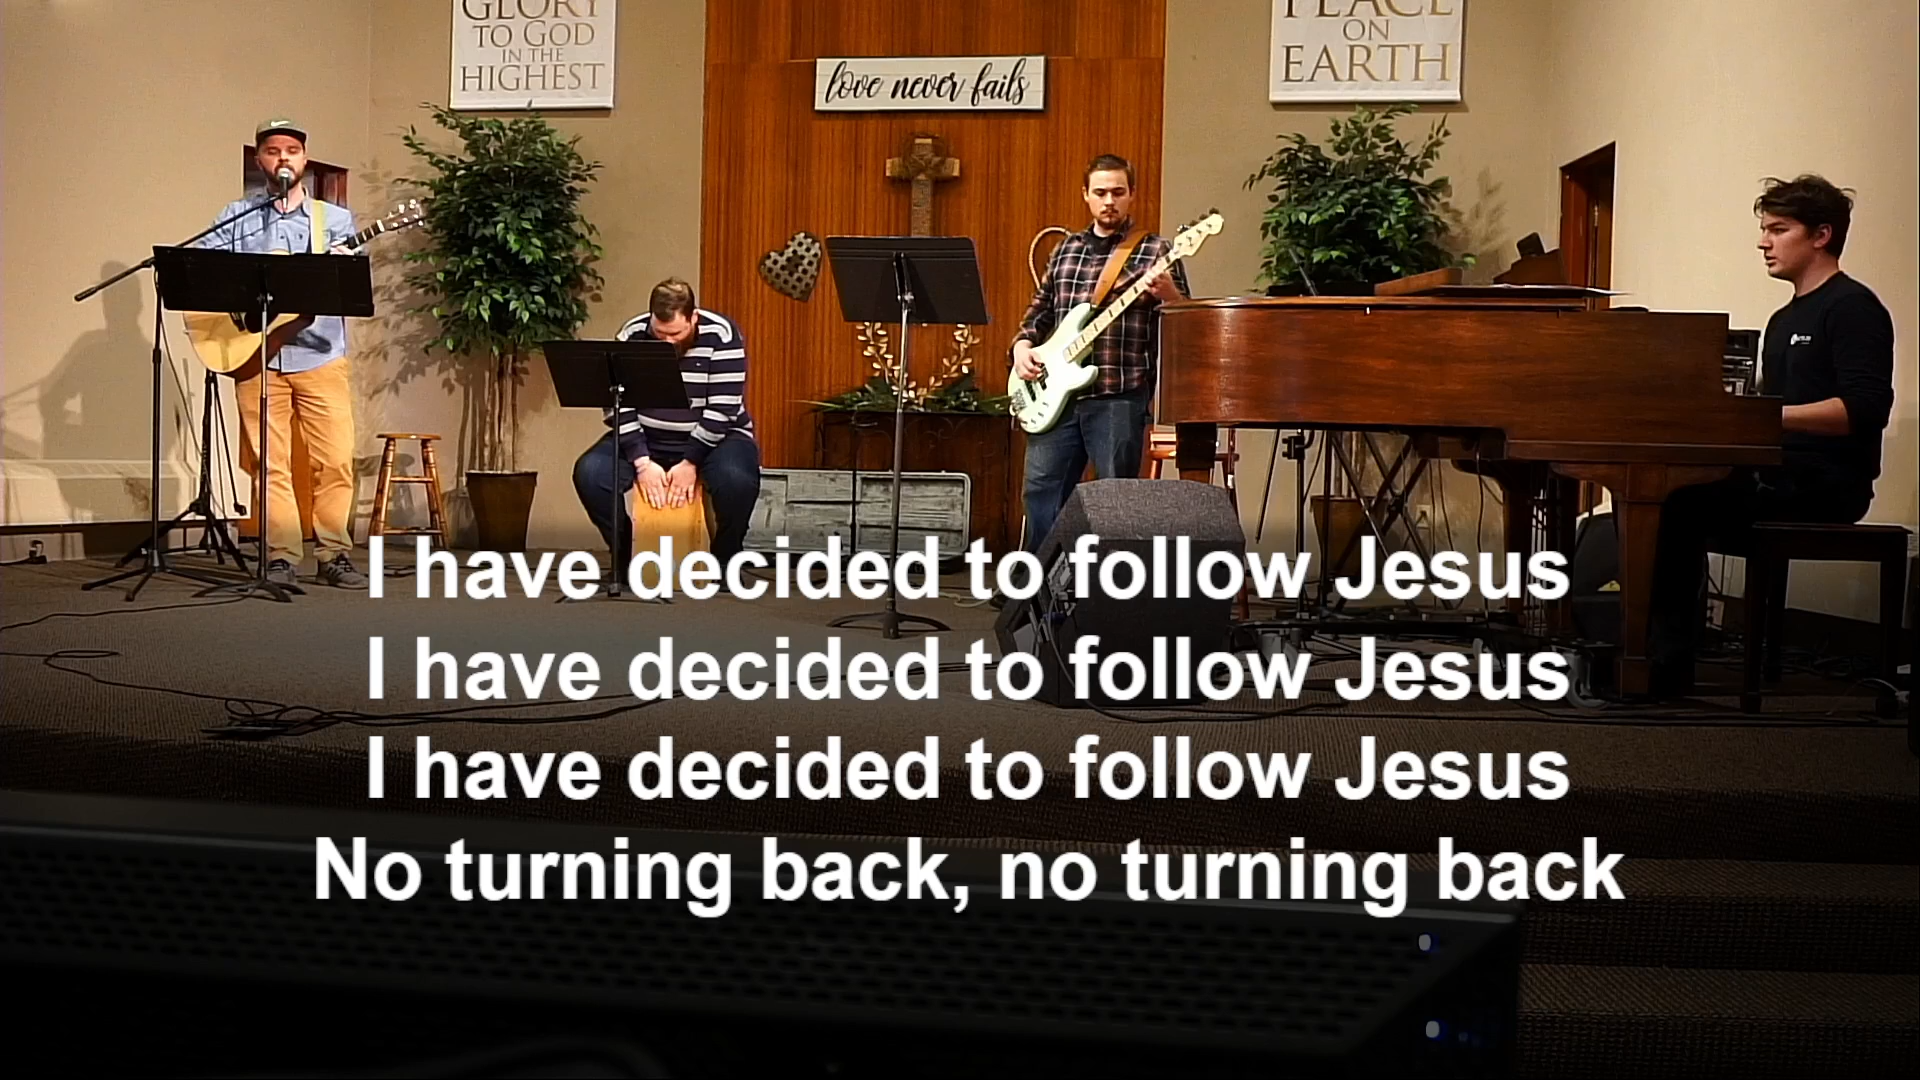 GLORY
TO GOD
IN THE
HIGHEST
love never fails
PEACE
ON
EARTH
I have decided to follow Jesus
I have decided to follow Jesus
I have decided to follow Jesus
No turning back, no turning back